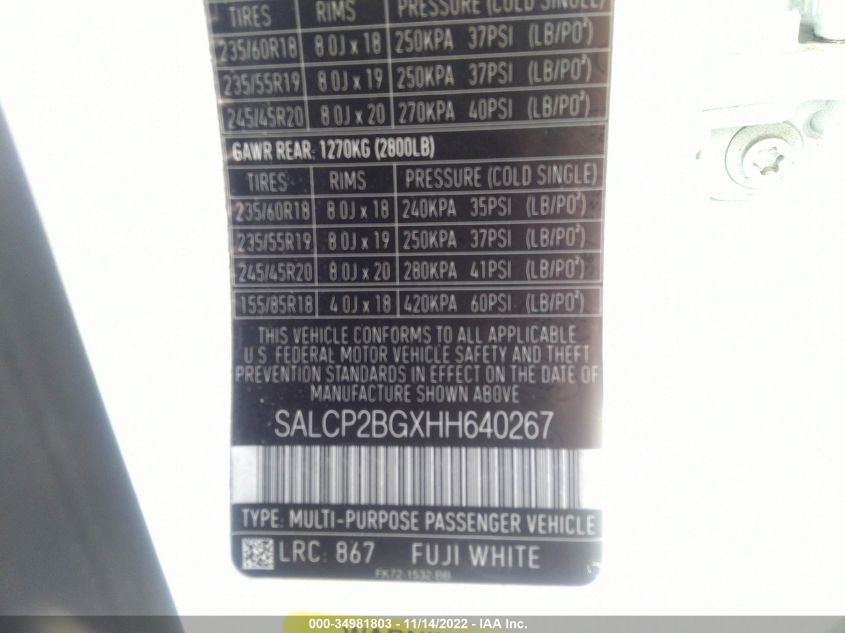 TIRES RIMS PRESSURE (COLD SINGLE)
235/60R18 8 0J x 18 250KPA 37PSI (LB/PO²)
235/55R19 8 0J x 19 250KPA 37PSI (LB/PO²)
245/45R20 8 0J x 20 270KPA 40PSI (LB/PO²)
GAWR REAR: 1270KG (2800LB)
TIRES RIMS PRESSURE (COLD SINGLE)
235/60R18 8 0J x 18 240KPA 35PSI (LB/PO²)
235/55R19 8 0J x 19 250KPA 37PSI (LB/PO²)
245/45R20 8 0J x 20 280KPA 41PSI (LB/PO²)
155/85R18 4 0J x 18 420KPA 60PSI (LB/PO²)
THIS VEHICLE CONFORMS TO ALL APPLICABLE
U.S. FEDERAL MOTOR VEHICLE SAFETY AND THEFT
PREVENTION STANDARDS IN EFFECT ON THE DATE OF
MANUFACTURE SHOWN ABOVE
SALCP2BGXHH640267
TYPE: MULTI-PURPOSE PASSENGER VEHICLE
LRC: 867 FUJI WHITE
FK72 1532 BB
000-34981803 - 11/14/2022 - IAA Inc.